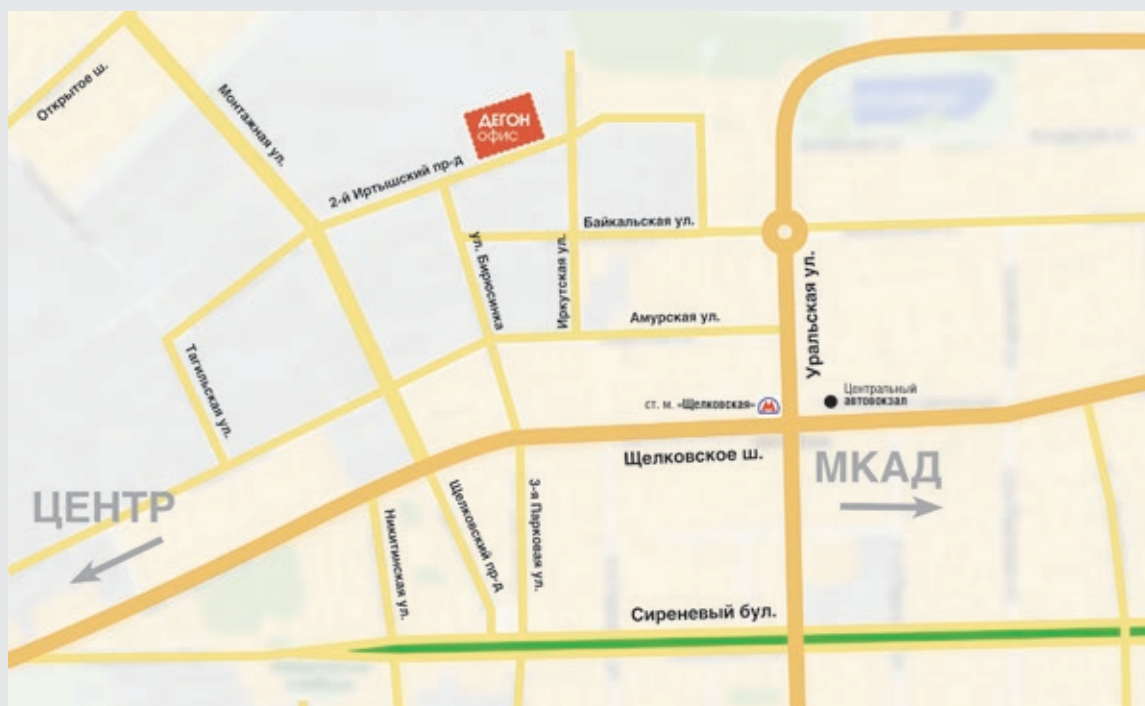 Открытое ш.
Монтажная ул.
ДЕГОН
офис
2-й Иртышский пр-д
Байкальская ул.
ул. Бирюсинка
Иркутская ул.
Уральская ул.
Амурская ул.
Тагильская ул.
Центральный
автовокзал
ст. м. «Щелковская»
Щелковское ш.
МКАД
ЦЕНТР
Никитинская ул.
Щелковский пр-д
3-я Парковая ул.
Сиреневый бул.